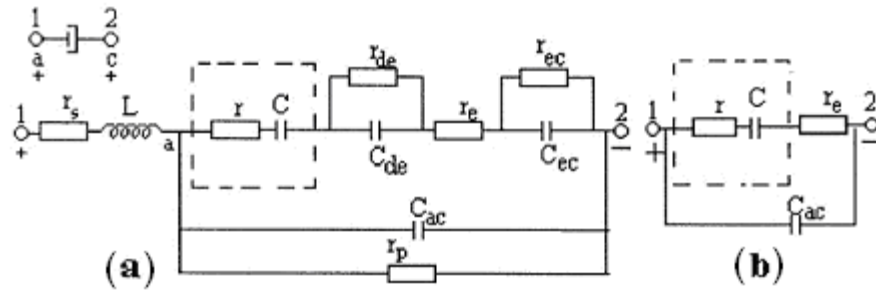 1 2
a c
+ +
r_de r_ec
1 r_s L r C 2
a r_e
+ C_de C_ec −
C_ac
r_p
(a)
1 r C r_e 2
+ −
C_ac
(b)